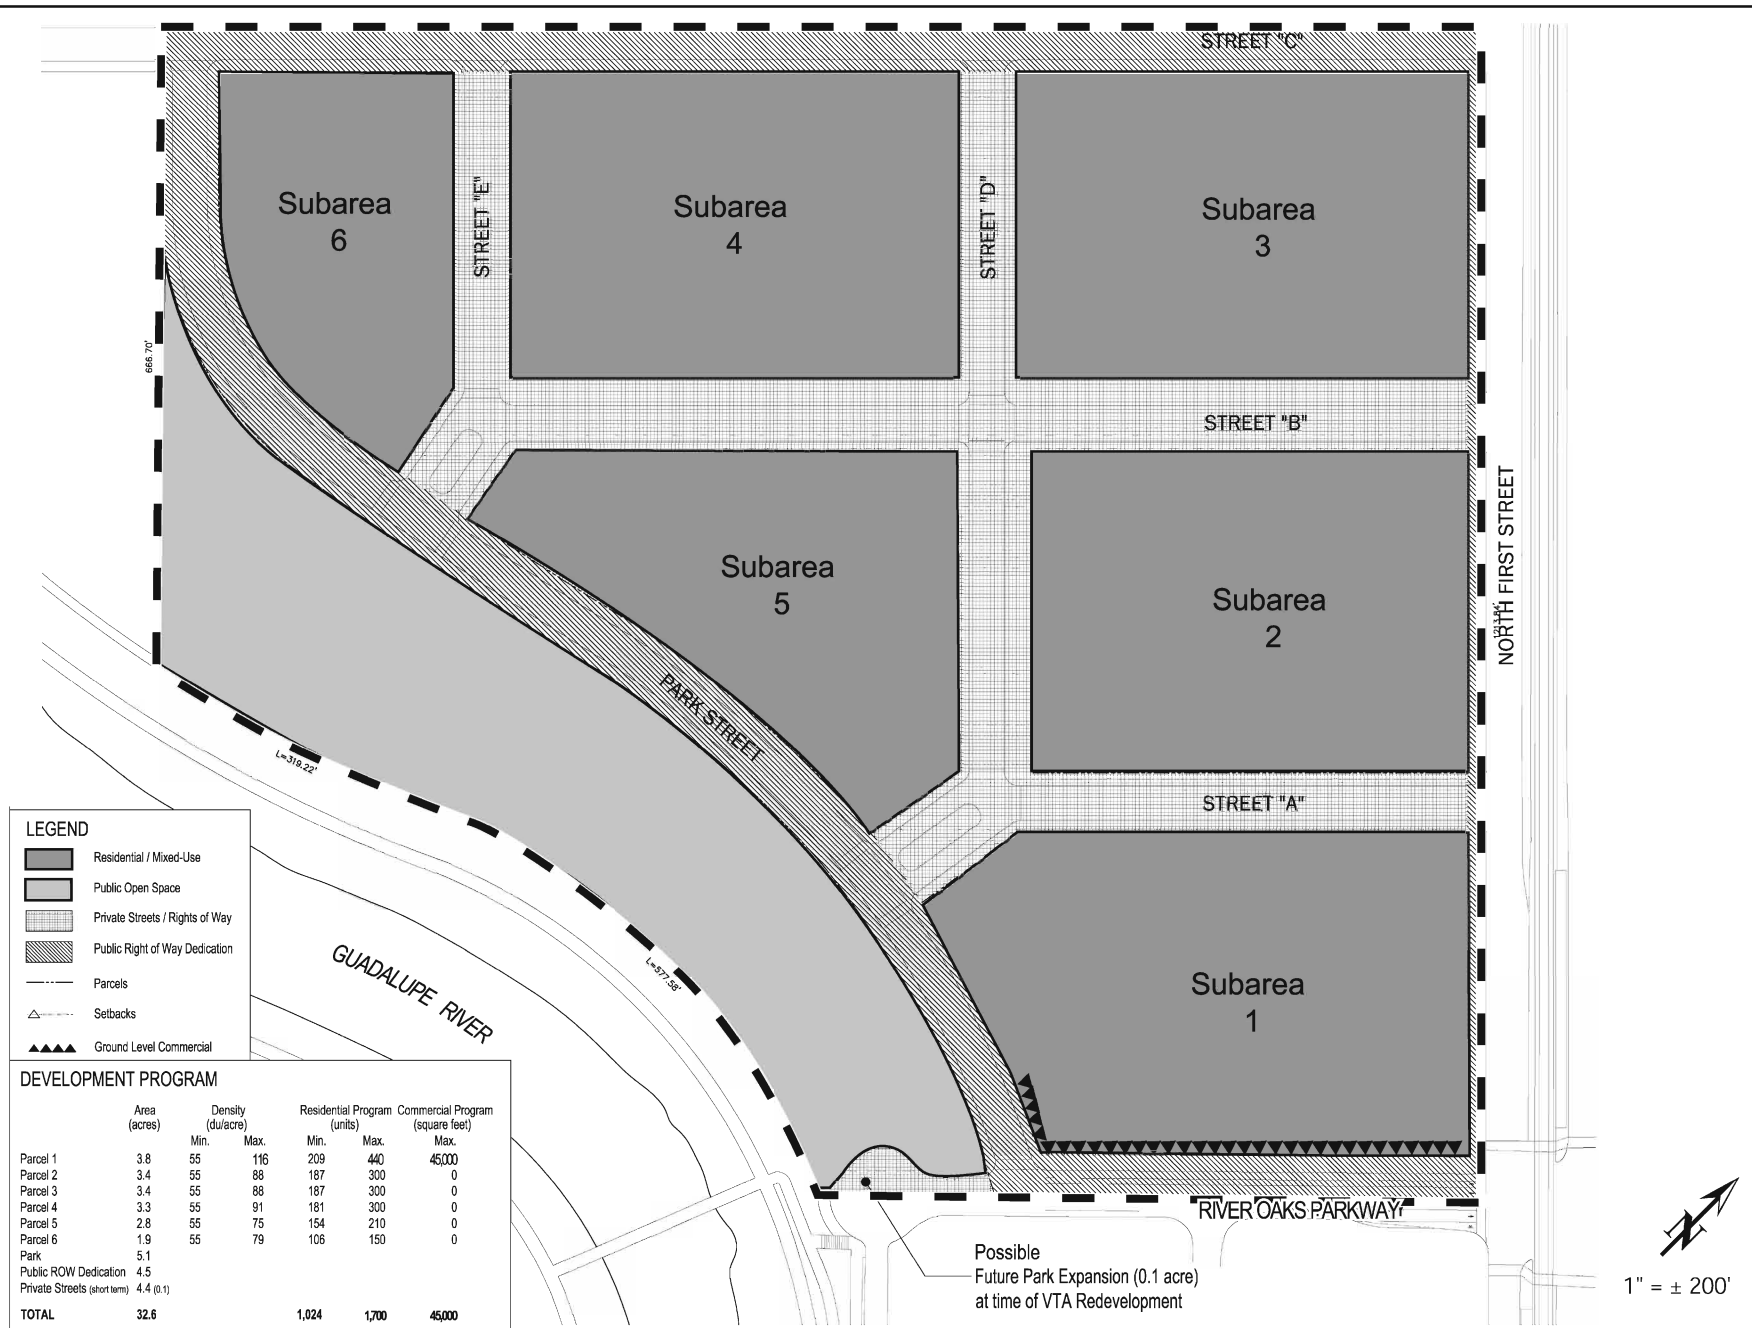 STREET "C"
Subarea
6
STREET "E"
Subarea
4
STREET "D"
Subarea
3
666.70'
STREET "B"
NORTH FIRST STREET
1213.84'
Subarea
5
Subarea
2
PARK STREET
L=319.22'
STREET "A"
LEGEND
Residential / Mixed-Use
Public Open Space
Private Streets / Rights of Way
Public Right of Way Dedication
Parcels
Setbacks
Ground Level Commercial
GUADALUPE RIVER
L=577.58'
Subarea
1
DEVELOPMENT PROGRAM
Area Density Residential Program Commercial Program
(acres) (du/acre) (units) (square feet)
Min. Max. Min. Max. Max.
Parcel 1 3.8 55 116 209 440 45,000
Parcel 2 3.4 55 88 187 300 0
Parcel 3 3.4 55 88 187 300 0
Parcel 4 3.3 55 91 181 300 0
Parcel 5 2.8 55 75 154 210 0
Parcel 6 1.9 55 79 106 150 0
Park 5.1
Public ROW Dedication 4.5
Private Streets (short term) 4.4 (0.1)
TOTAL 32.6 1,024 1,700 45,000
RIVER OAKS PARKWAY
Possible
Future Park Expansion (0.1 acre)
at time of VTA Redevelopment
N
1" = ± 200'